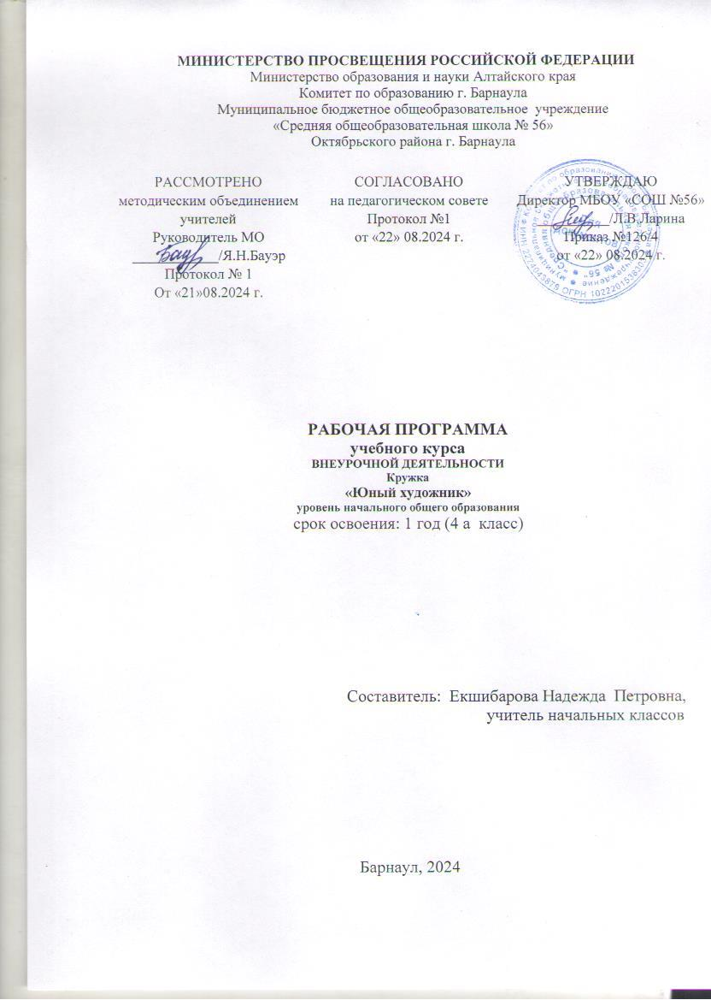 МИНИСТЕРСТВО ПРОСВЕЩЕНИЯ РОССИЙСКОЙ ФЕДЕРАЦИИ
Министерство образования и науки Алтайского края
Комитет по образованию г. Барнаула
Муниципальное бюджетное общеобразовательное учреждение
«Средняя общеобразовательная школа № 56»
Октябрьского района г. Барнаула
РАССМОТРЕНО
методическим объединением
учителей
Руководитель МО
/Я.Н.Бауэр
Протокол № 1
От «21»08.2024 г.
СОГЛАСОВАНО
на педагогическом совете
Протокол №1
от «22» 08.2024 г.
УТВЕРЖДАЮ
Директор МБОУ «СОШ №56»
/Л.В.Ларина
Приказ №126/4
от «22» 08.2024 г.
РАБОЧАЯ ПРОГРАММА
учебного курса
ВНЕУРОЧНОЙ ДЕЯТЕЛЬНОСТИ
Кружка
«Юный художник»
уровень начального общего образования
срок освоения: 1 год (4 а класс)
Составитель: Екшибарова Надежда Петровна,
учитель начальных классов
Барнаул, 2024